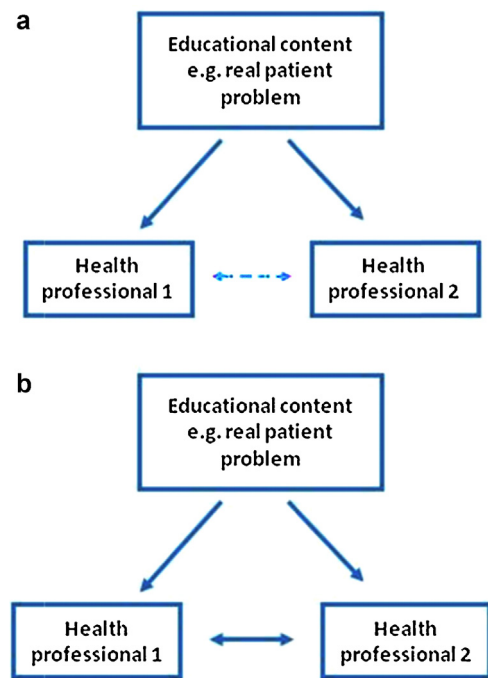 a
Educational content
e.g. real patient
problem
Health
professional 1
Health
professional 2
b
Educational content
e.g. real patient
problem
Health
professional 1
Health
professional 2